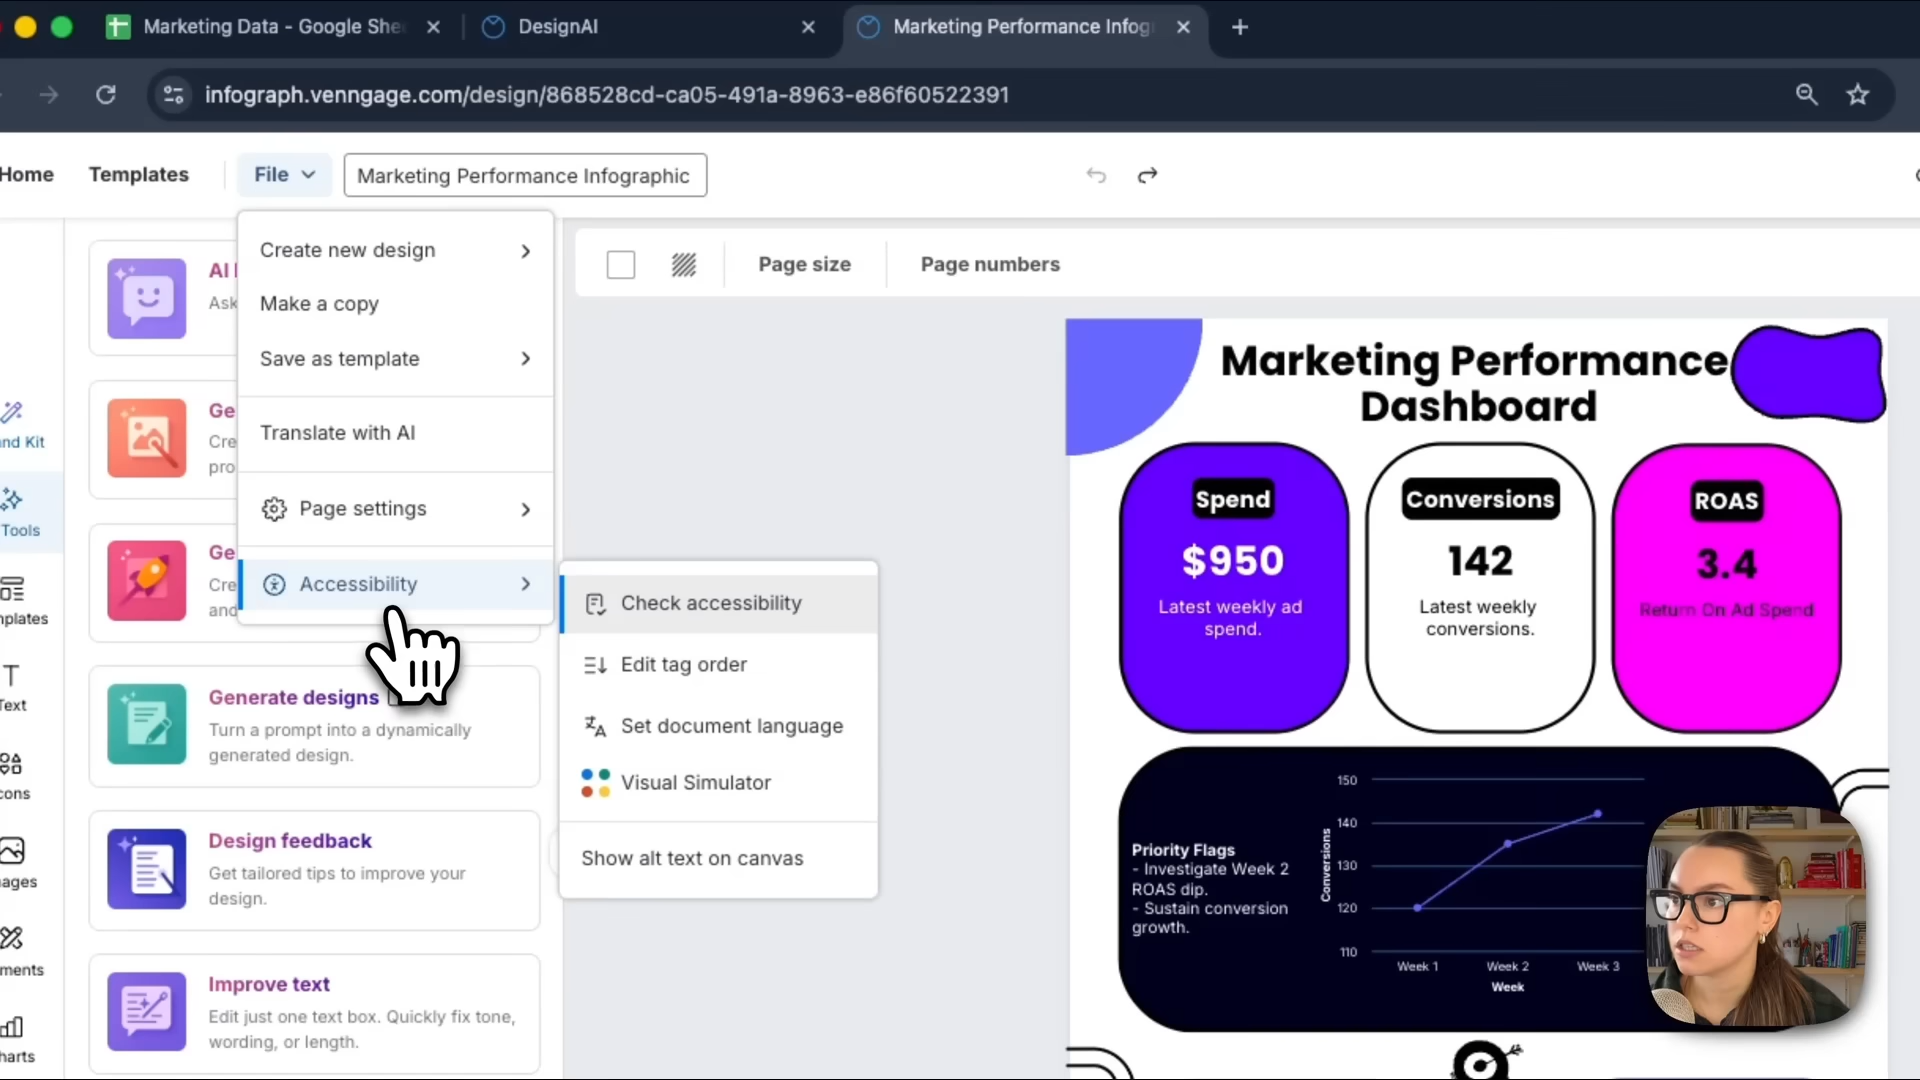 Marketing Data - Google She
DesignAI
Marketing Performance Infog
infograph.venngage.com/design/868528cd-ca05-491a-8963-e86f60522391
Home
Templates
File
Marketing Performance Infographic
Create new design
Make a copy
Save as template
Translate with AI
Page settings
Accessibility
Check accessibility
Edit tag order
Set document language
Visual Simulator
Show alt text on canvas
Page size
Page numbers
nd Kit
Tools
mplates
Text
cons
mages
ments
harts
AI
Ask
Ge
Cre
pro
Ge
Cre
and
Generate designs
Turn a prompt into a dynamically
generated design.
Design feedback
Get tailored tips to improve your
design.
Improve text
Edit just one text box. Quickly fix tone,
wording, or length.
Marketing Performance
Dashboard
Spend
$950
Latest weekly ad
spend.
Conversions
142
Latest weekly
conversions.
ROAS
3.4
Return On Ad Spend
Priority Flags
- Investigate Week 2
ROAS dip.
- Sustain conversion
growth.
Conversions
150
140
130
120
110
Week 1
Week 2
Week 3
Week